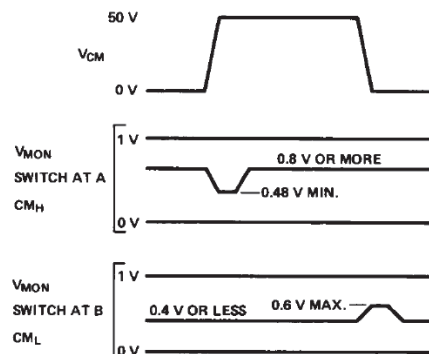 50 V
VCM
0 V
1 V
VMON
SWITCH AT A
CMH
0.8 V OR MORE
0.48 V MIN.
0 V
1 V
VMON
SWITCH AT B
CML
0.4 V OR LESS
0.6 V MAX.
0 V